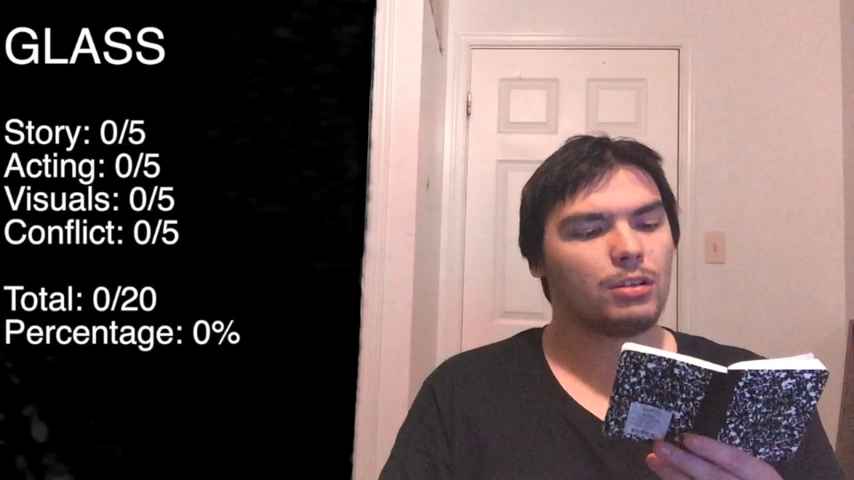 GLASS
Story: 0/5
Acting: 0/5
Visuals: 0/5
Conflict: 0/5
Total: 0/20
Percentage: 0%